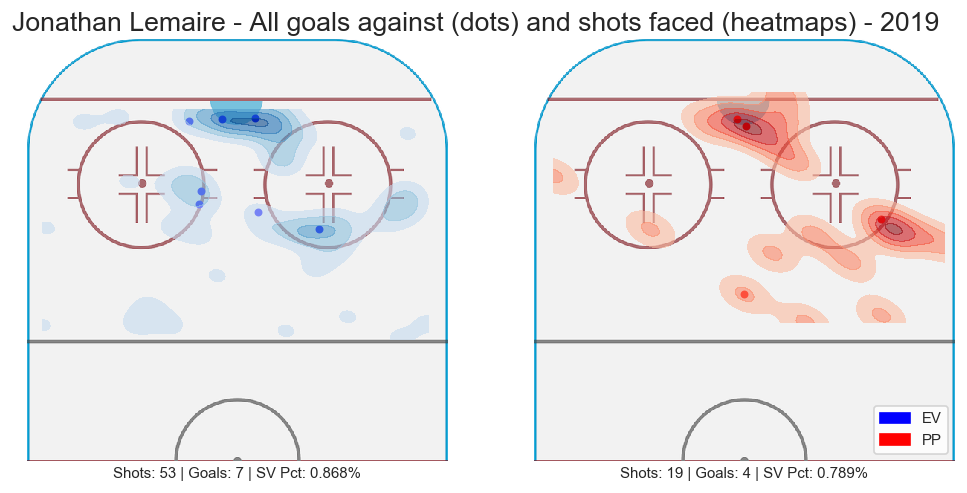 Jonathan Lemaire - All goals against (dots) and shots faced (heatmaps) - 2019
EV
PP
Shots: 53 | Goals: 7 | SV Pct: 0.868%
Shots: 19 | Goals: 4 | SV Pct: 0.789%